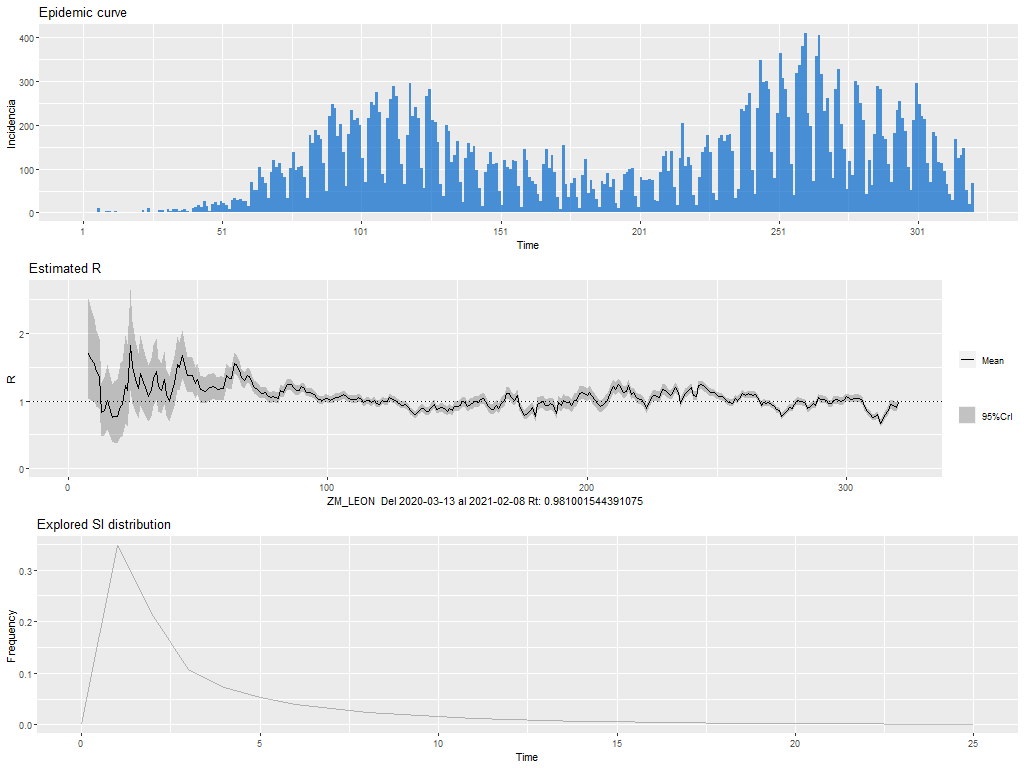 Epidemic curve
400
300
200
100
0
Incidencia
1 51 101 151 201 251 301
Time
Estimated R
2
1
0
R
0 100 200 300
ZM_LEON Del 2020-03-13 al 2021-02-08 Rt: 0.981001544391075
Mean
95%CrI
Explored SI distribution
0.3
0.2
0.1
0.0
Frequency
0 5 10 15 20 25
Time